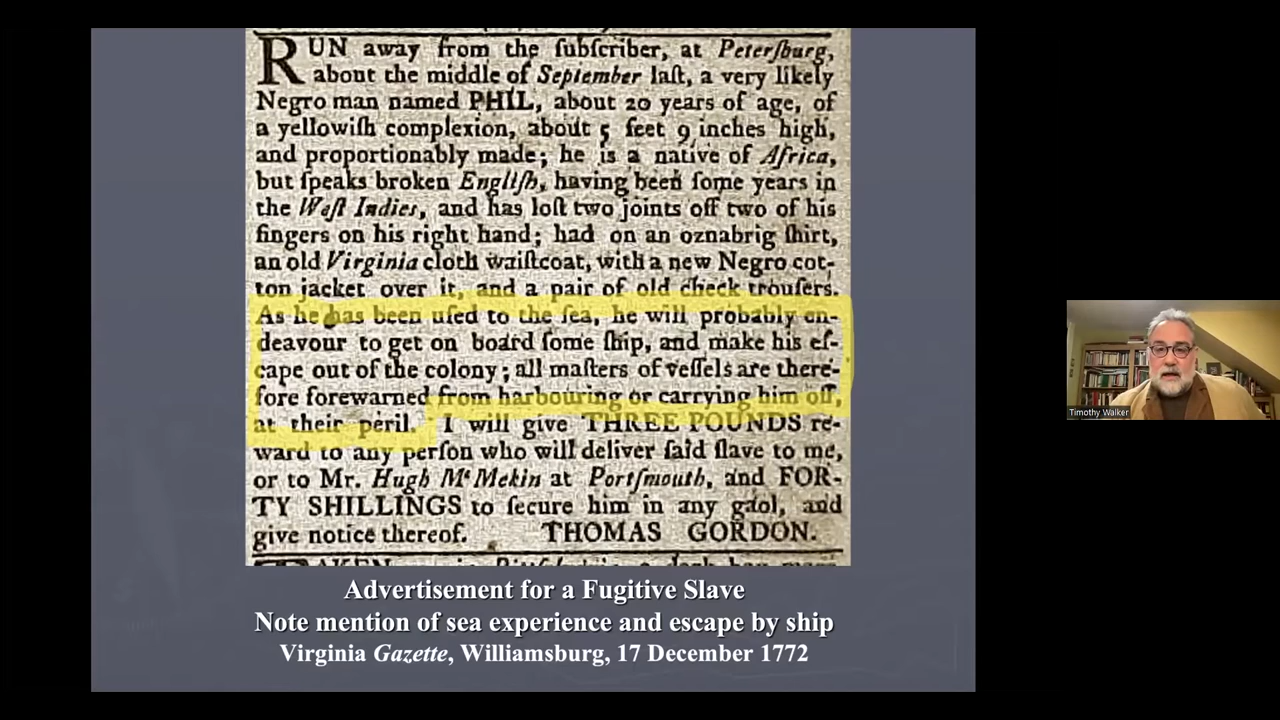 RUN away from the ſubſcriber, at Peterſburg,
about the middle of September laſt, a very likely
Negro man named PHIL, about 20 years of age, of
a yellowiſh complexion, about 5 feet 9 inches high,
and proportionably made; he is a native of Africa,
but ſpeaks broken Engliſh, having been ſome years in
the Weſt Indies, and has loſt two joints off two of his
fingers on his right hand; had on an oznabrig ſhirt,
an old Virginia cloth waiſtcoat, with a new Negro cot-
ton jacket over it, and a pair of old check trouſers.
As he has been uſed to the ſea, he will probably en-
deavour to get on board ſome ſhip, and make his eſ-
cape out of the colony; all maſters of veſſels are there-
fore forewarned from harbouring or carrying him off,
at their peril. I will give THREE POUNDS re-
ward to any perſon who will deliver ſaid ſlave to me,
or to Mr. Hugh McMekin at Portſmouth, and FOR-
TY SHILLINGS to ſecure him in any gaol, and
give notice thereof. THOMAS GORDON.
Advertisement for a Fugitive Slave
Note mention of sea experience and escape by ship
Virginia Gazette, Williamsburg, 17 December 1772
Timothy Walker